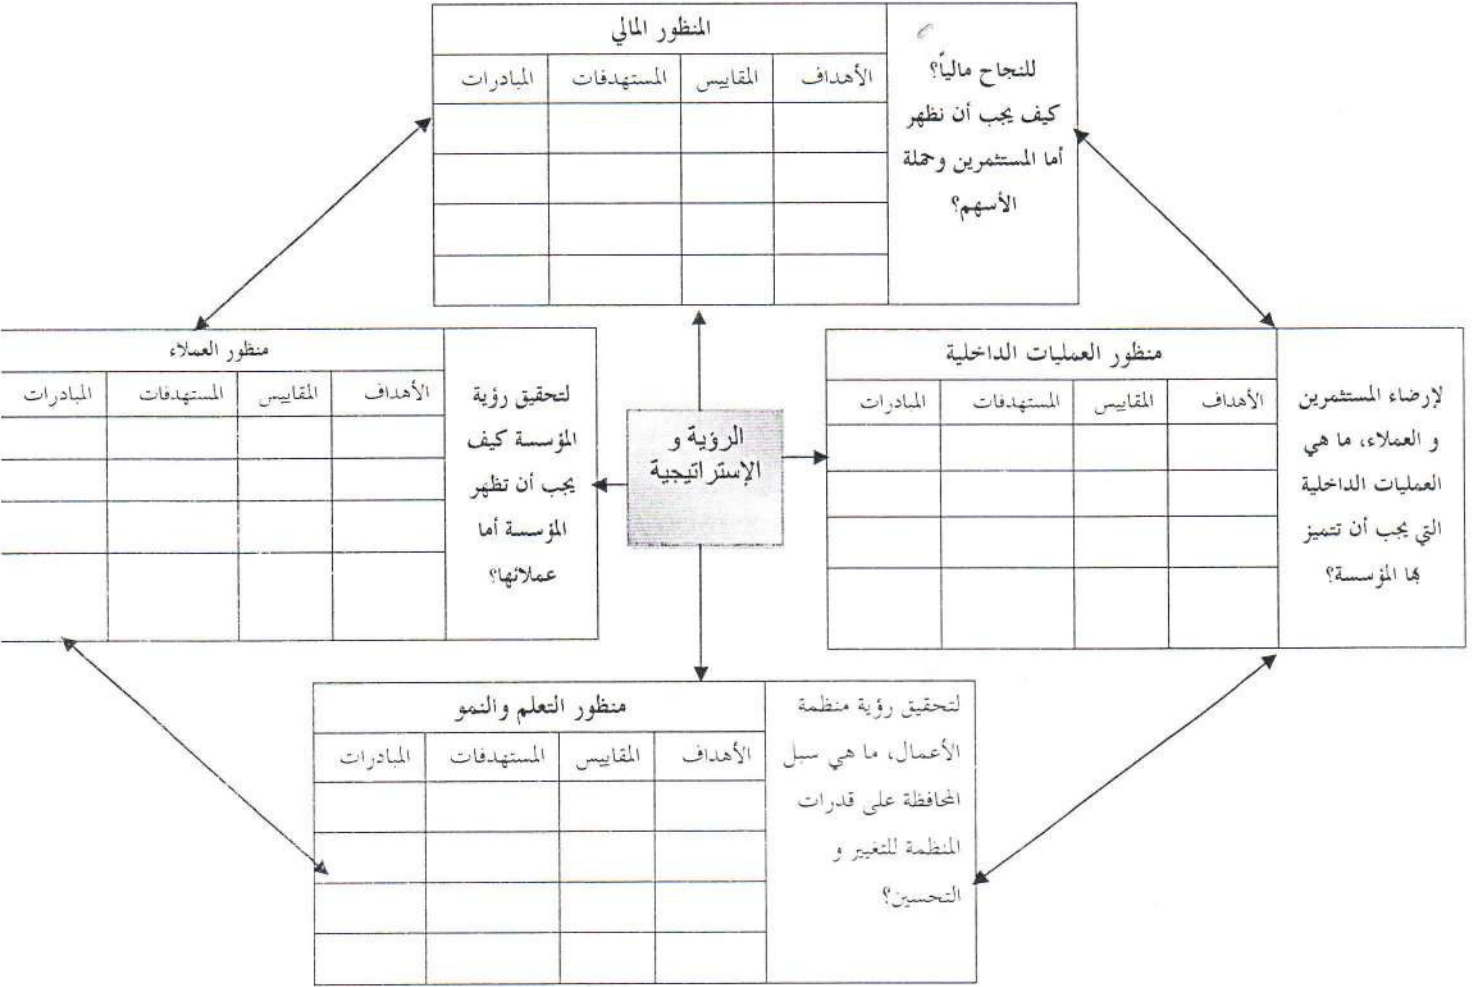 المنظور المالي
الأهداف المقاييس المستهدفات المبادرات
للنجاح مالياً؟
كيف يجب أن نظهر
أما المستثمرين وحملة
الأسهم؟
منظور العمليات الداخلية
الأهداف المقاييس المستهدفات المبادرات
لإرضاء المستثمرين
و العملاء، ما هي
العمليات الداخلية
التي يجب أن تتميز
بها المؤسسة؟
الرؤية و
الإستراتيجية
منظور العملاء
الأهداف المقاييس المستهدفات المبادرات
لتحقيق رؤية
المؤسسة كيف
يجب أن تظهر
المؤسسة أما
عملائها؟
منظور التعلم والنمو
الأهداف المقاييس المستهدفات المبادرات
لتحقيق رؤية منظمة
الأعمال، ما هي سبل
المحافظة على قدرات
المنظمة للتغيير و
التحسين؟